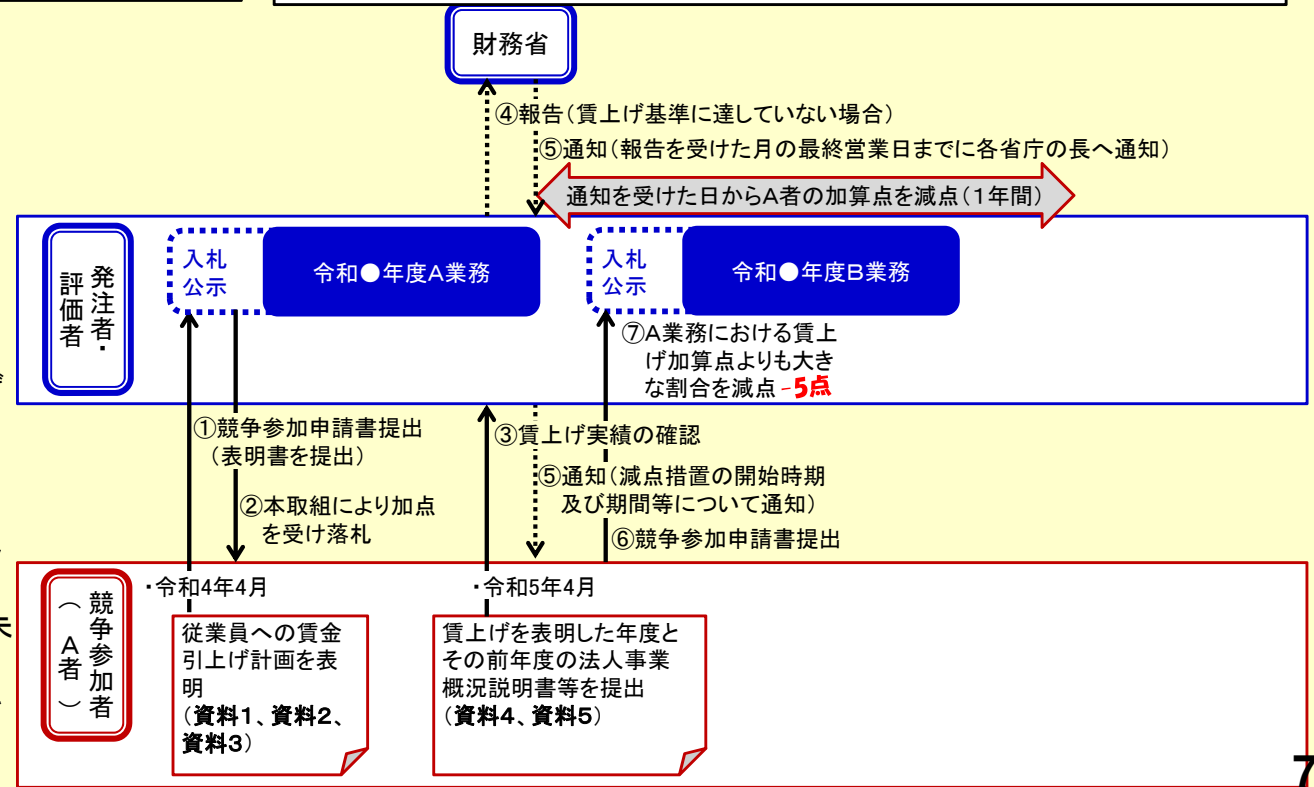 財務省
④報告(賃上げ基準に達していない場合)
⑤通知(報告を受けた月の最終営業日までに各省庁の長へ通知)
通知を受けた日からA者の加算点を減点(1年間)
発注者・
評価者
入札
公示
令和●年度A業務
入札
公示
令和●年度B業務
⑦A業務における賃上
げ加算点よりも大き
な割合を減点-5点
①競争参加申請書提出
(表明書を提出)
②本取組により加点
を受け落札
③賃上げ実績の確認
⑤通知(減点措置の開始時期
及び期間等について通知)
⑥競争参加申請書提出
競争参加者
(A者)
・令和4年4月
従業員への賃金
引上げ計画を表
明
(資料1、資料2、
資料3)
・令和5年4月
賃上げを表明した年度と
その前年度の法人事業
概況説明書等を提出
(資料4、資料5)
7